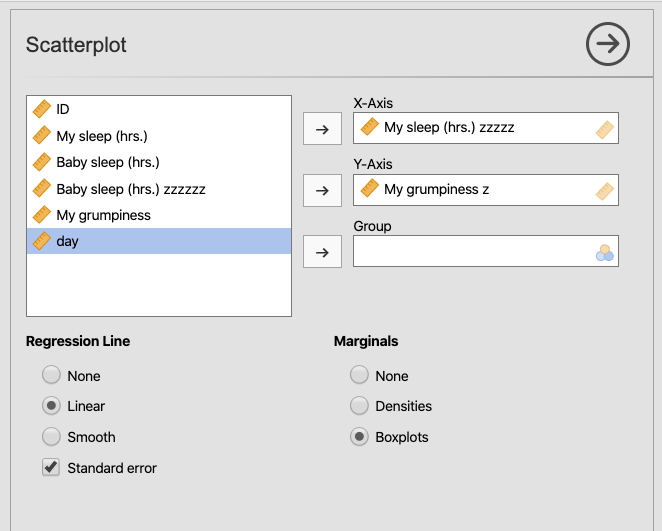 Scatterplot
ID
My sleep (hrs.)
Baby sleep (hrs.)
Baby sleep (hrs.) zzzzzz
My grumpiness
day
X-Axis
My sleep (hrs.) zzzzz
Y-Axis
My grumpiness z
Group
Regression Line
None
Linear
Smooth
Standard error
Marginals
None
Densities
Boxplots